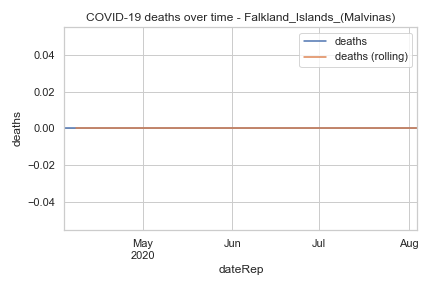 COVID-19 deaths over time - Falkland_Islands_(Malvinas)
deaths
deaths (rolling)
0.04
0.02
0.00
−0.02
−0.04
deaths
May
2020
Jun
Jul
Aug
dateRep